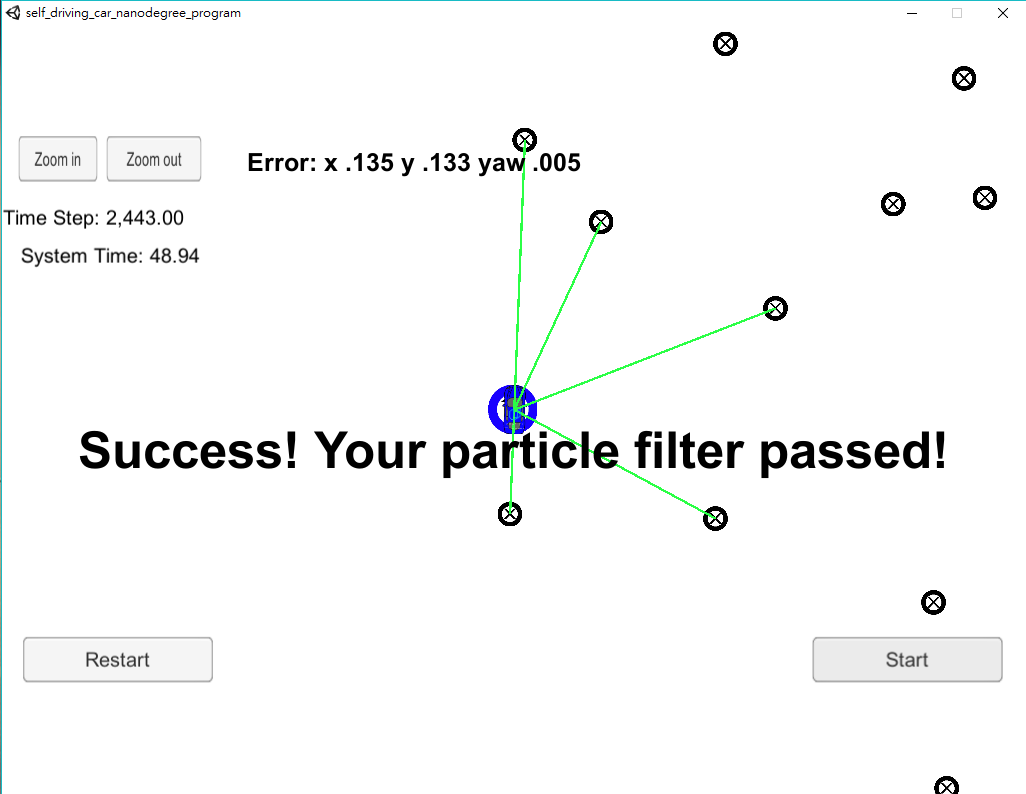 self_driving_car_nanodegree_program
Zoom in
Zoom out
Error: x .135 y .133 yaw .005
Time Step: 2,443.00
System Time: 48.94
Success! Your particle filter passed!
Restart
Start